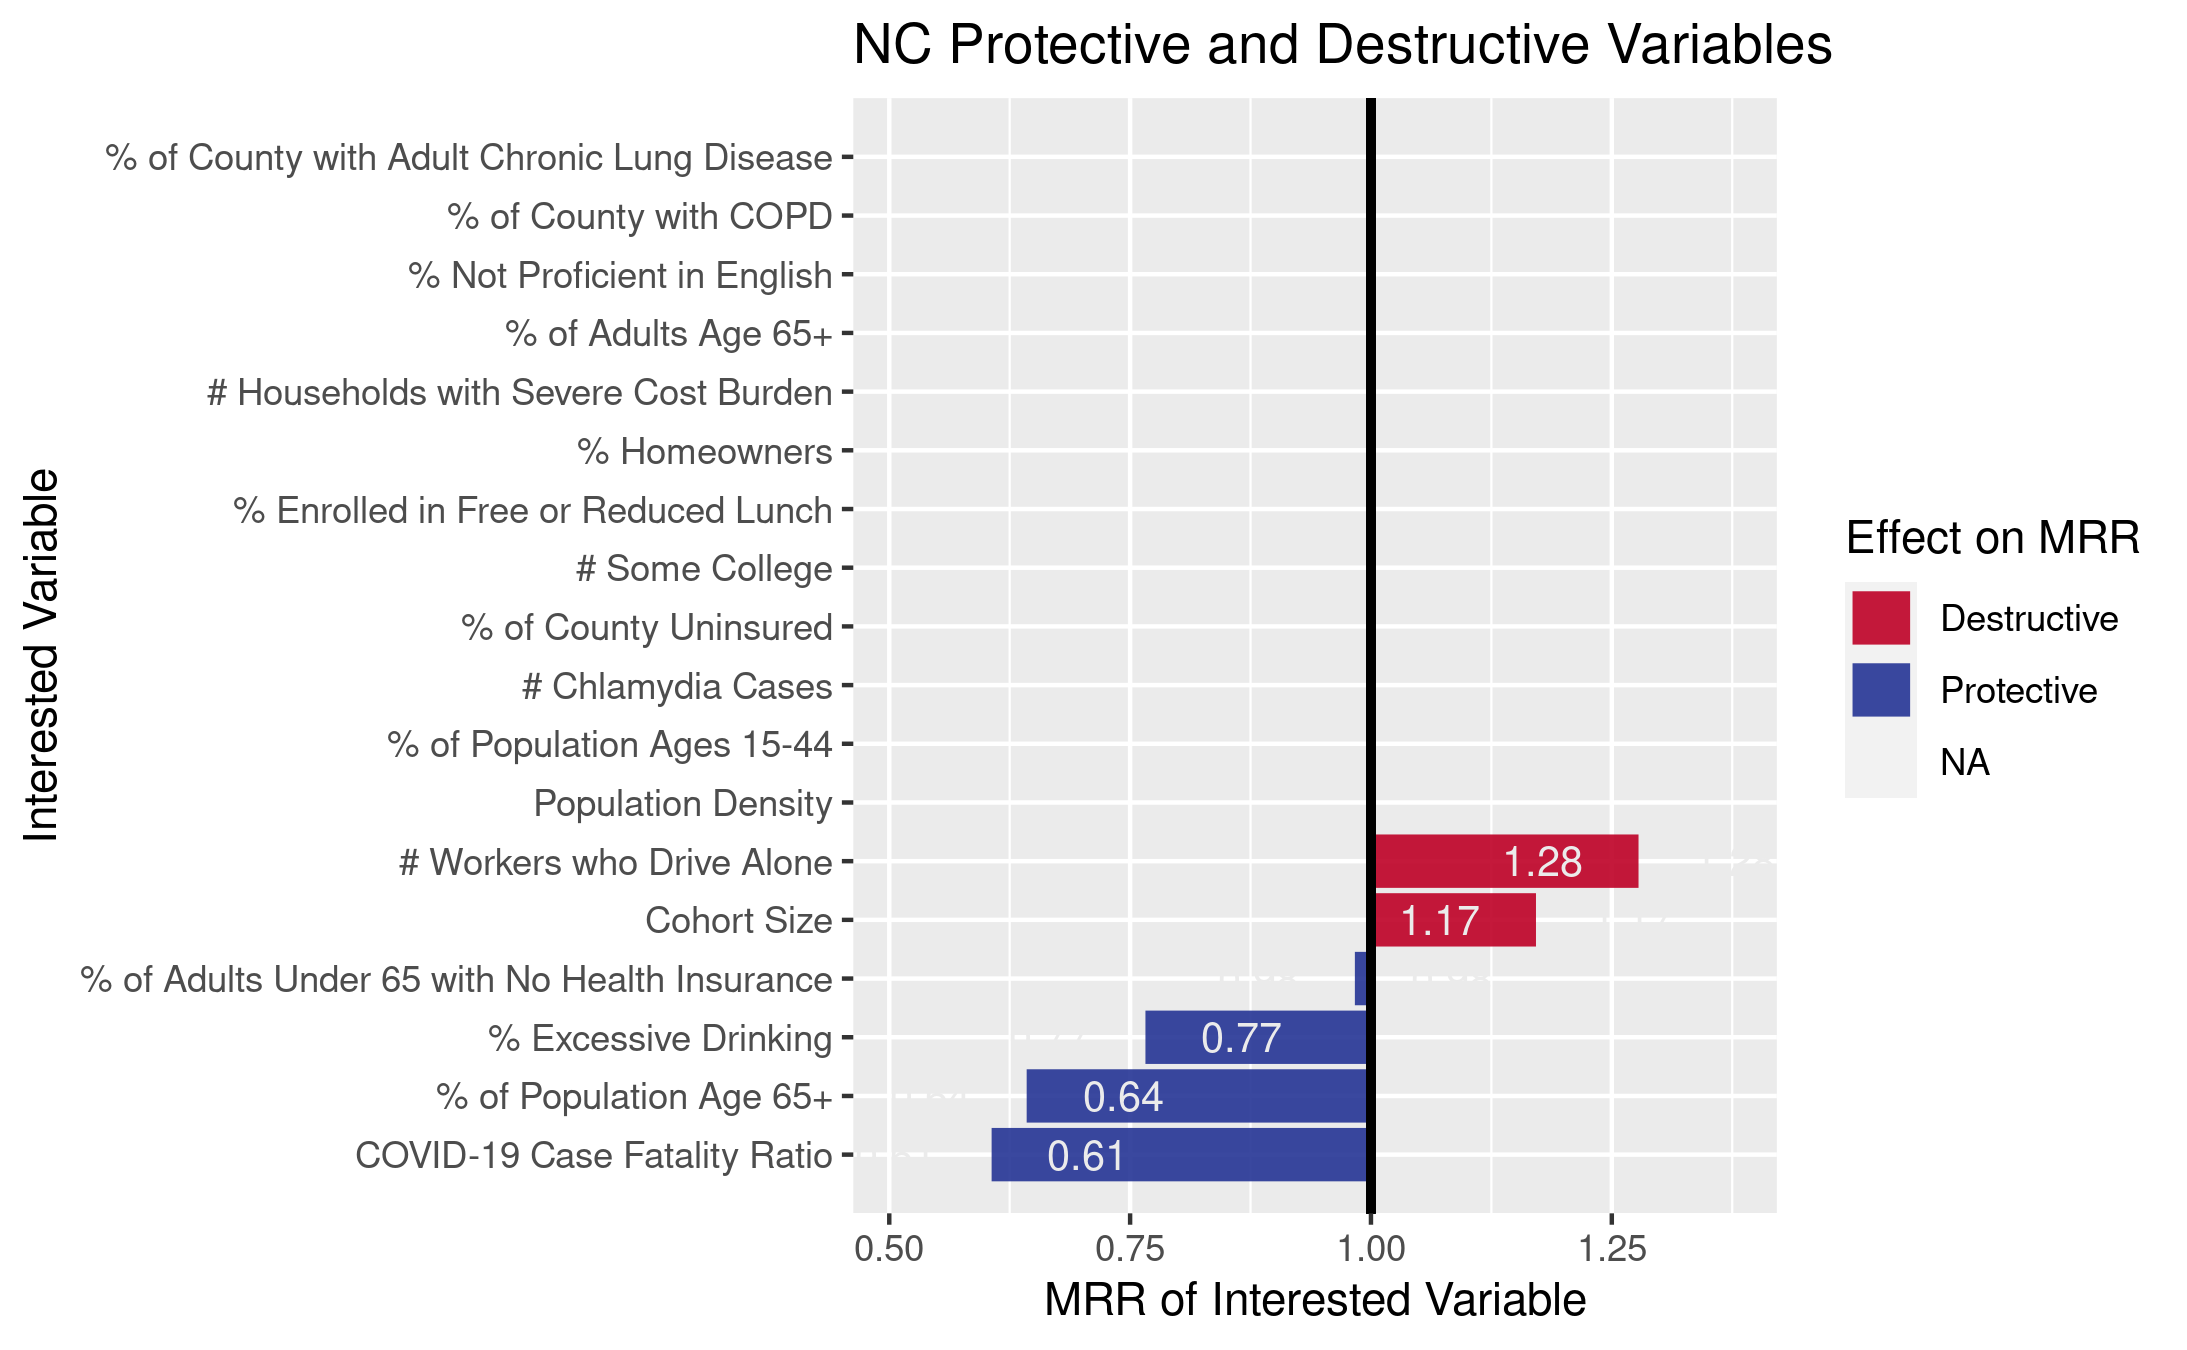 NC Protective and Destructive Variables
Interested Variable
% of County with Adult Chronic Lung Disease
% of County with COPD
% Not Proficient in English
% of Adults Age 65+
# Households with Severe Cost Burden
% Homeowners
% Enrolled in Free or Reduced Lunch
# Some College
% of County Uninsured
# Chlamydia Cases
% of Population Ages 15-44
Population Density
# Workers who Drive Alone 1.28
Cohort Size 1.17
% of Adults Under 65 with No Health Insurance
% Excessive Drinking 0.77
% of Population Age 65+ 0.64
COVID-19 Case Fatality Ratio 0.61
0.50 0.75 1.00 1.25
MRR of Interested Variable
Effect on MRR
Destructive
Protective
NA